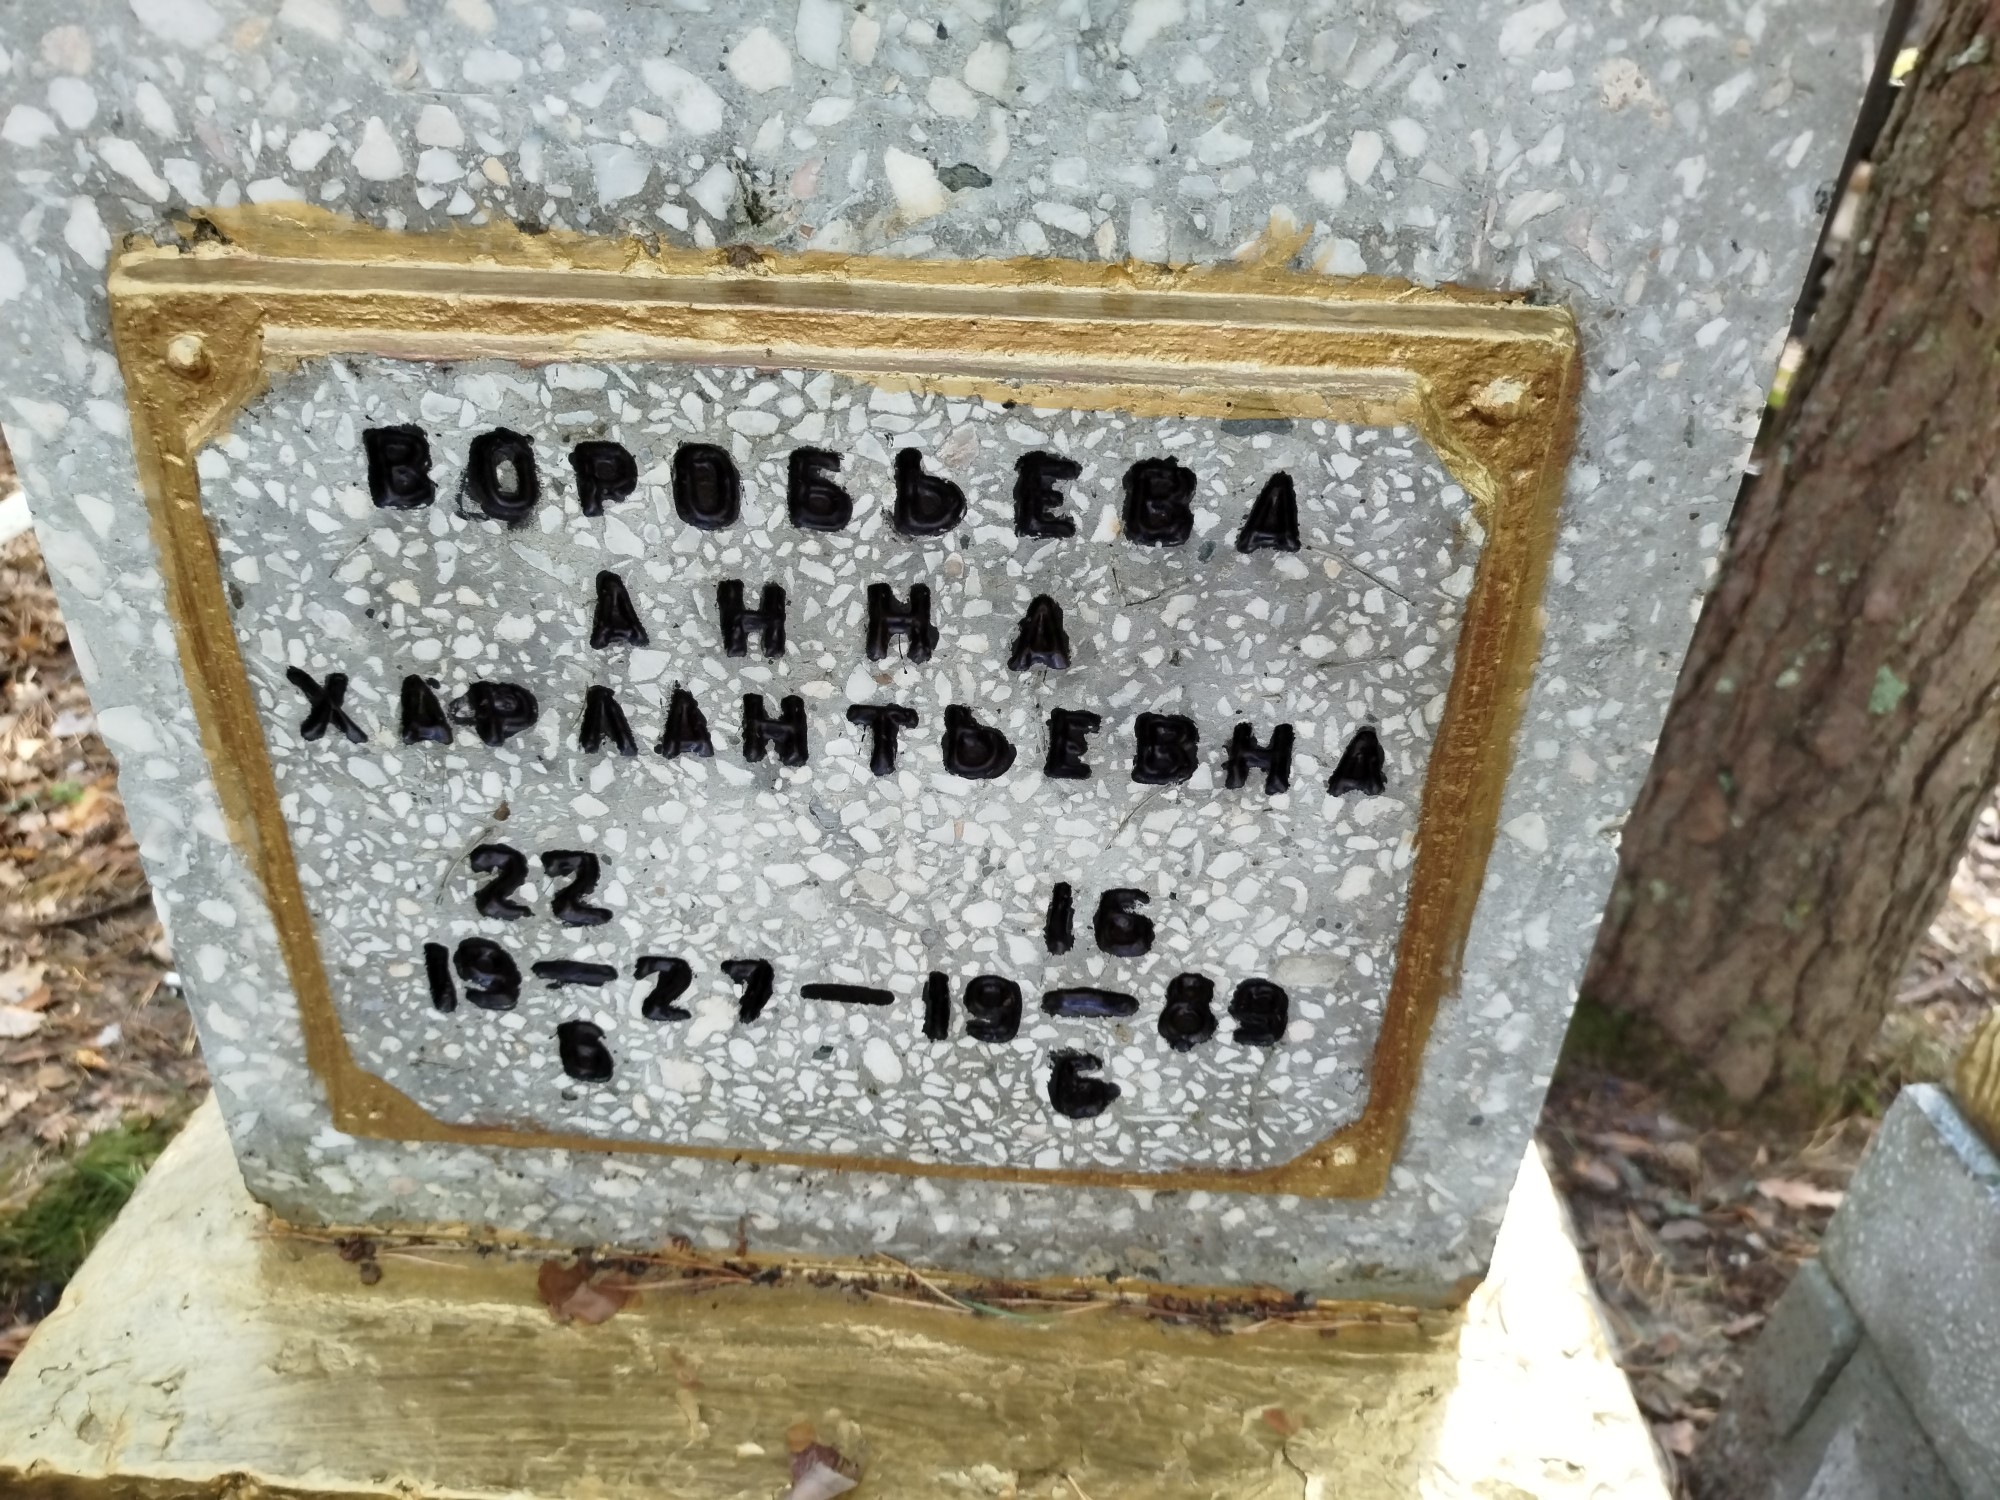 ВОРОБЬЕВА
АННА
ХАРЛАНТЬЕВНА
22 16
19—27—19—89
6 6